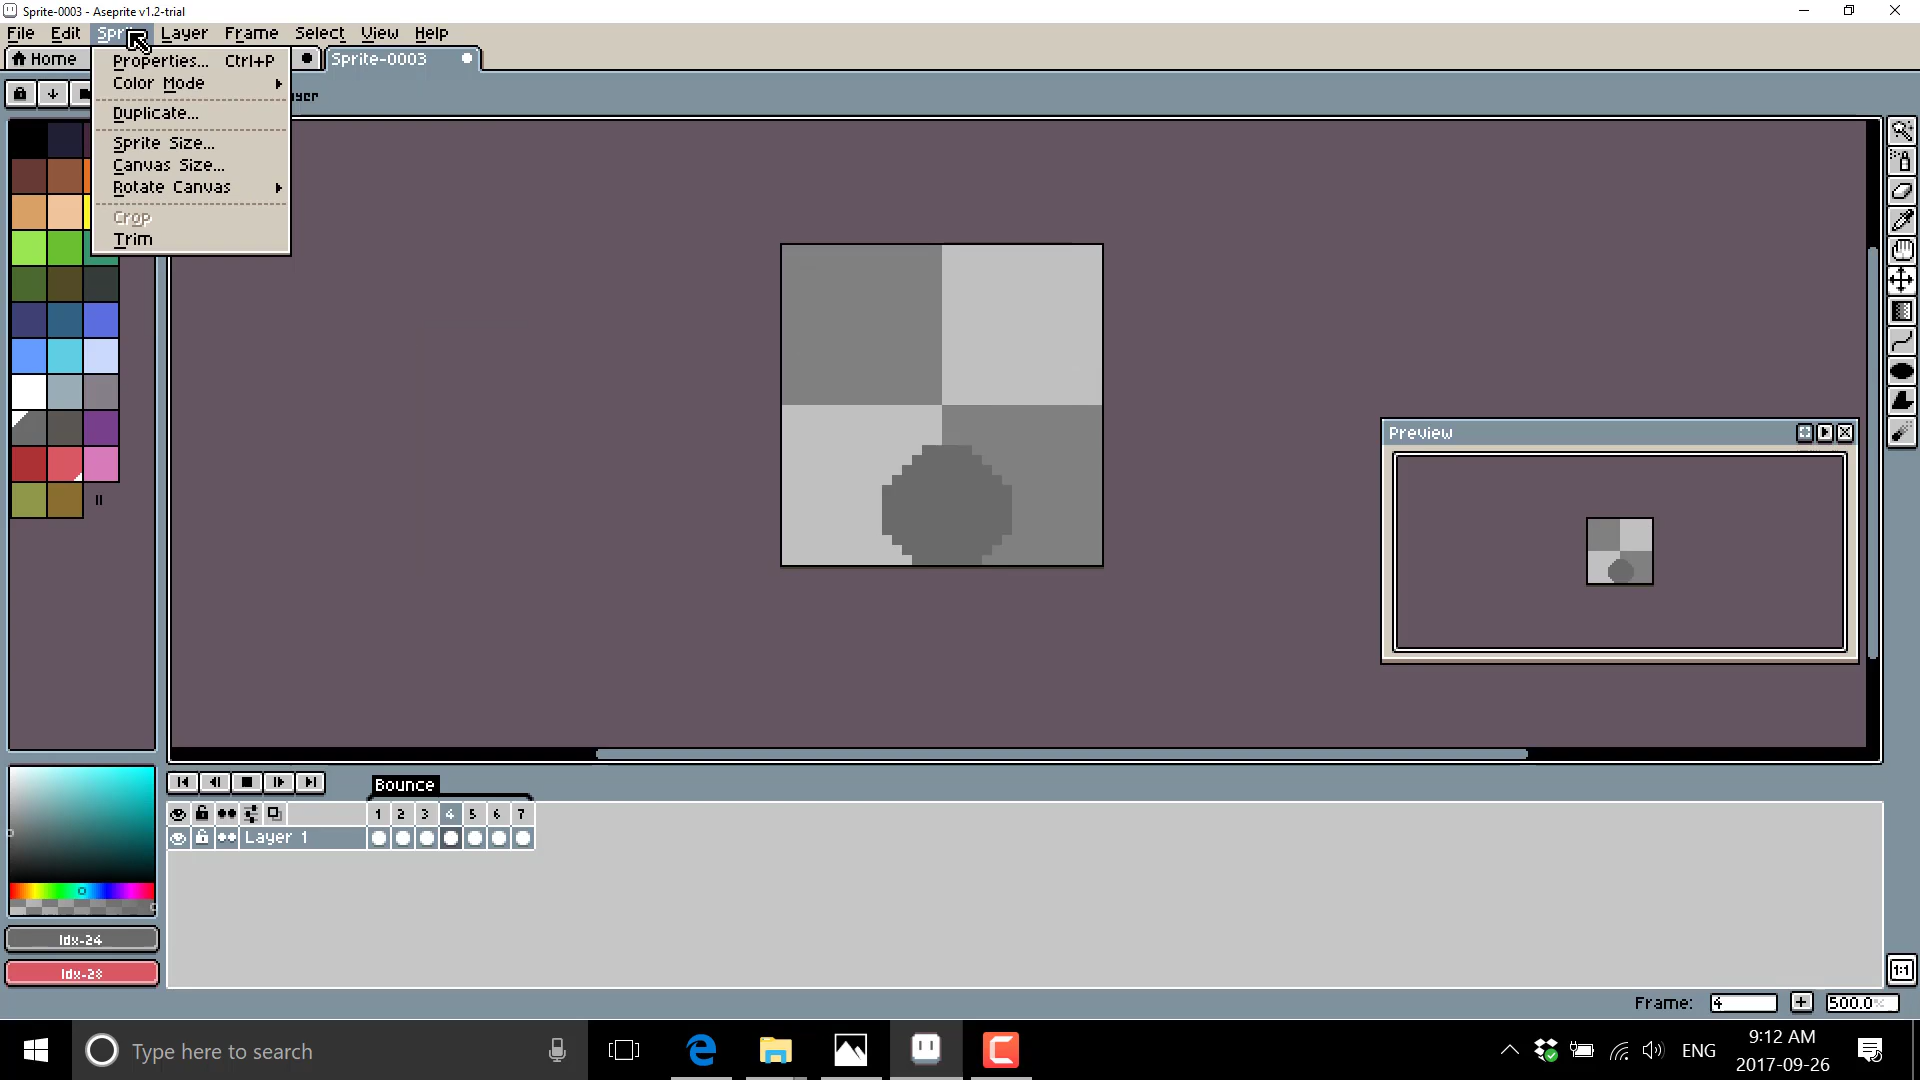 Sprite-0003 - Aseprite v1.2-trial
File Edit Layer Frame Select View Help
Home
Sprite-0003
Properties... Ctrl+P
Color Mode
Duplicate...
Sprite Size...
Canvas Size...
Rotate Canvas
Crop
Trim
Preview
Bounce
1 2 3 4 5 6 7
Layer 1
Idx-24
Idx-28
1:1
Frame: 4 + 500.0
Type here to search
ENG
9:12 AM
2017-09-26